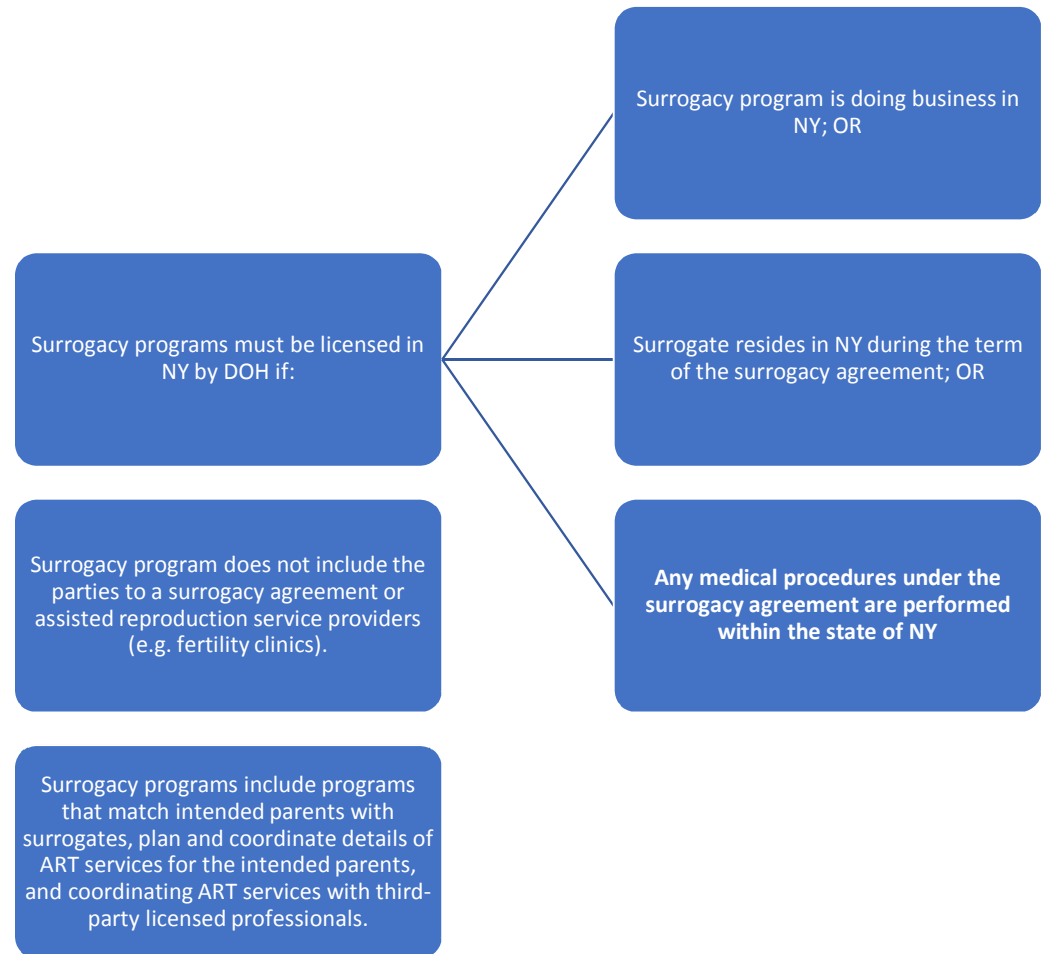 Surrogacy programs must be licensed in
NY by DOH if:
Surrogacy program is doing business in
NY; OR
Surrogate resides in NY during the term
of the surrogacy agreement; OR
Any medical procedures under the
surrogacy agreement are performed
within the state of NY
Surrogacy program does not include the
parties to a surrogacy agreement or
assisted reproduction service providers
(e.g. fertility clinics).
Surrogacy programs include programs
that match intended parents with
surrogates, plan and coordinate details of
ART services for the intended parents,
and coordinating ART services with third-
party licensed professionals.